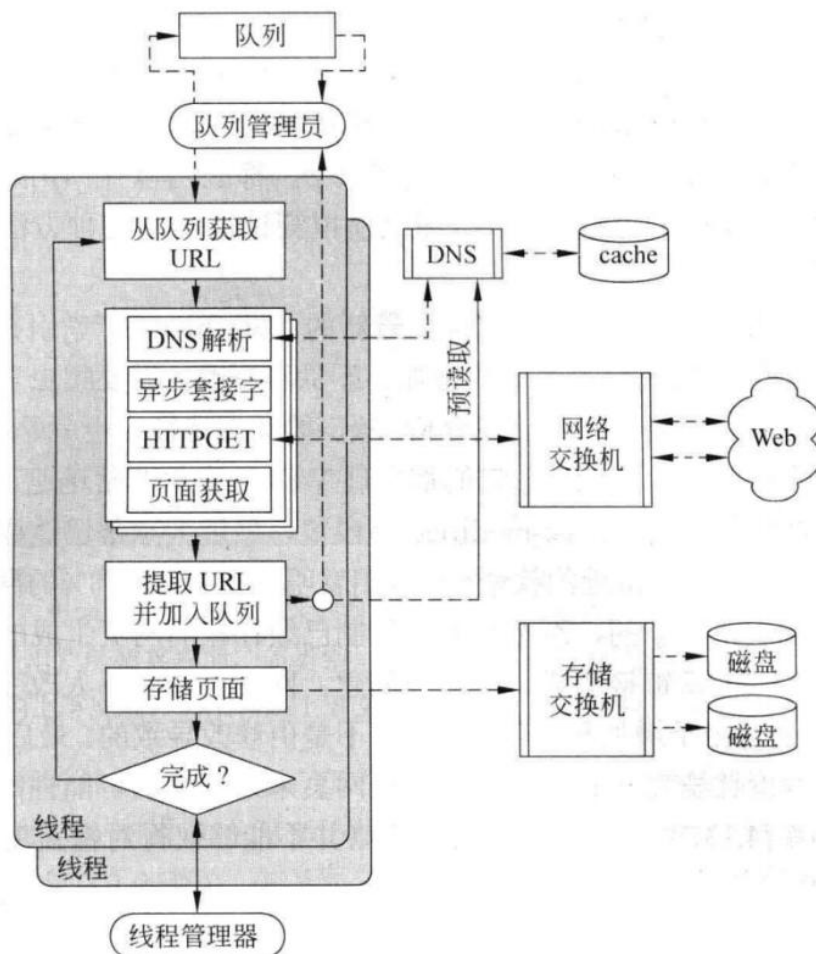 队列
队列管理员
从队列获取
URL
DNS
cache
DNS解析
异步套接字
HTTPGET
页面获取
预读取
网络
交换机
Web
提取 URL
并加入队列
存储页面
存储
交换机
磁盘
磁盘
完成？
线程
线程
线程管理器